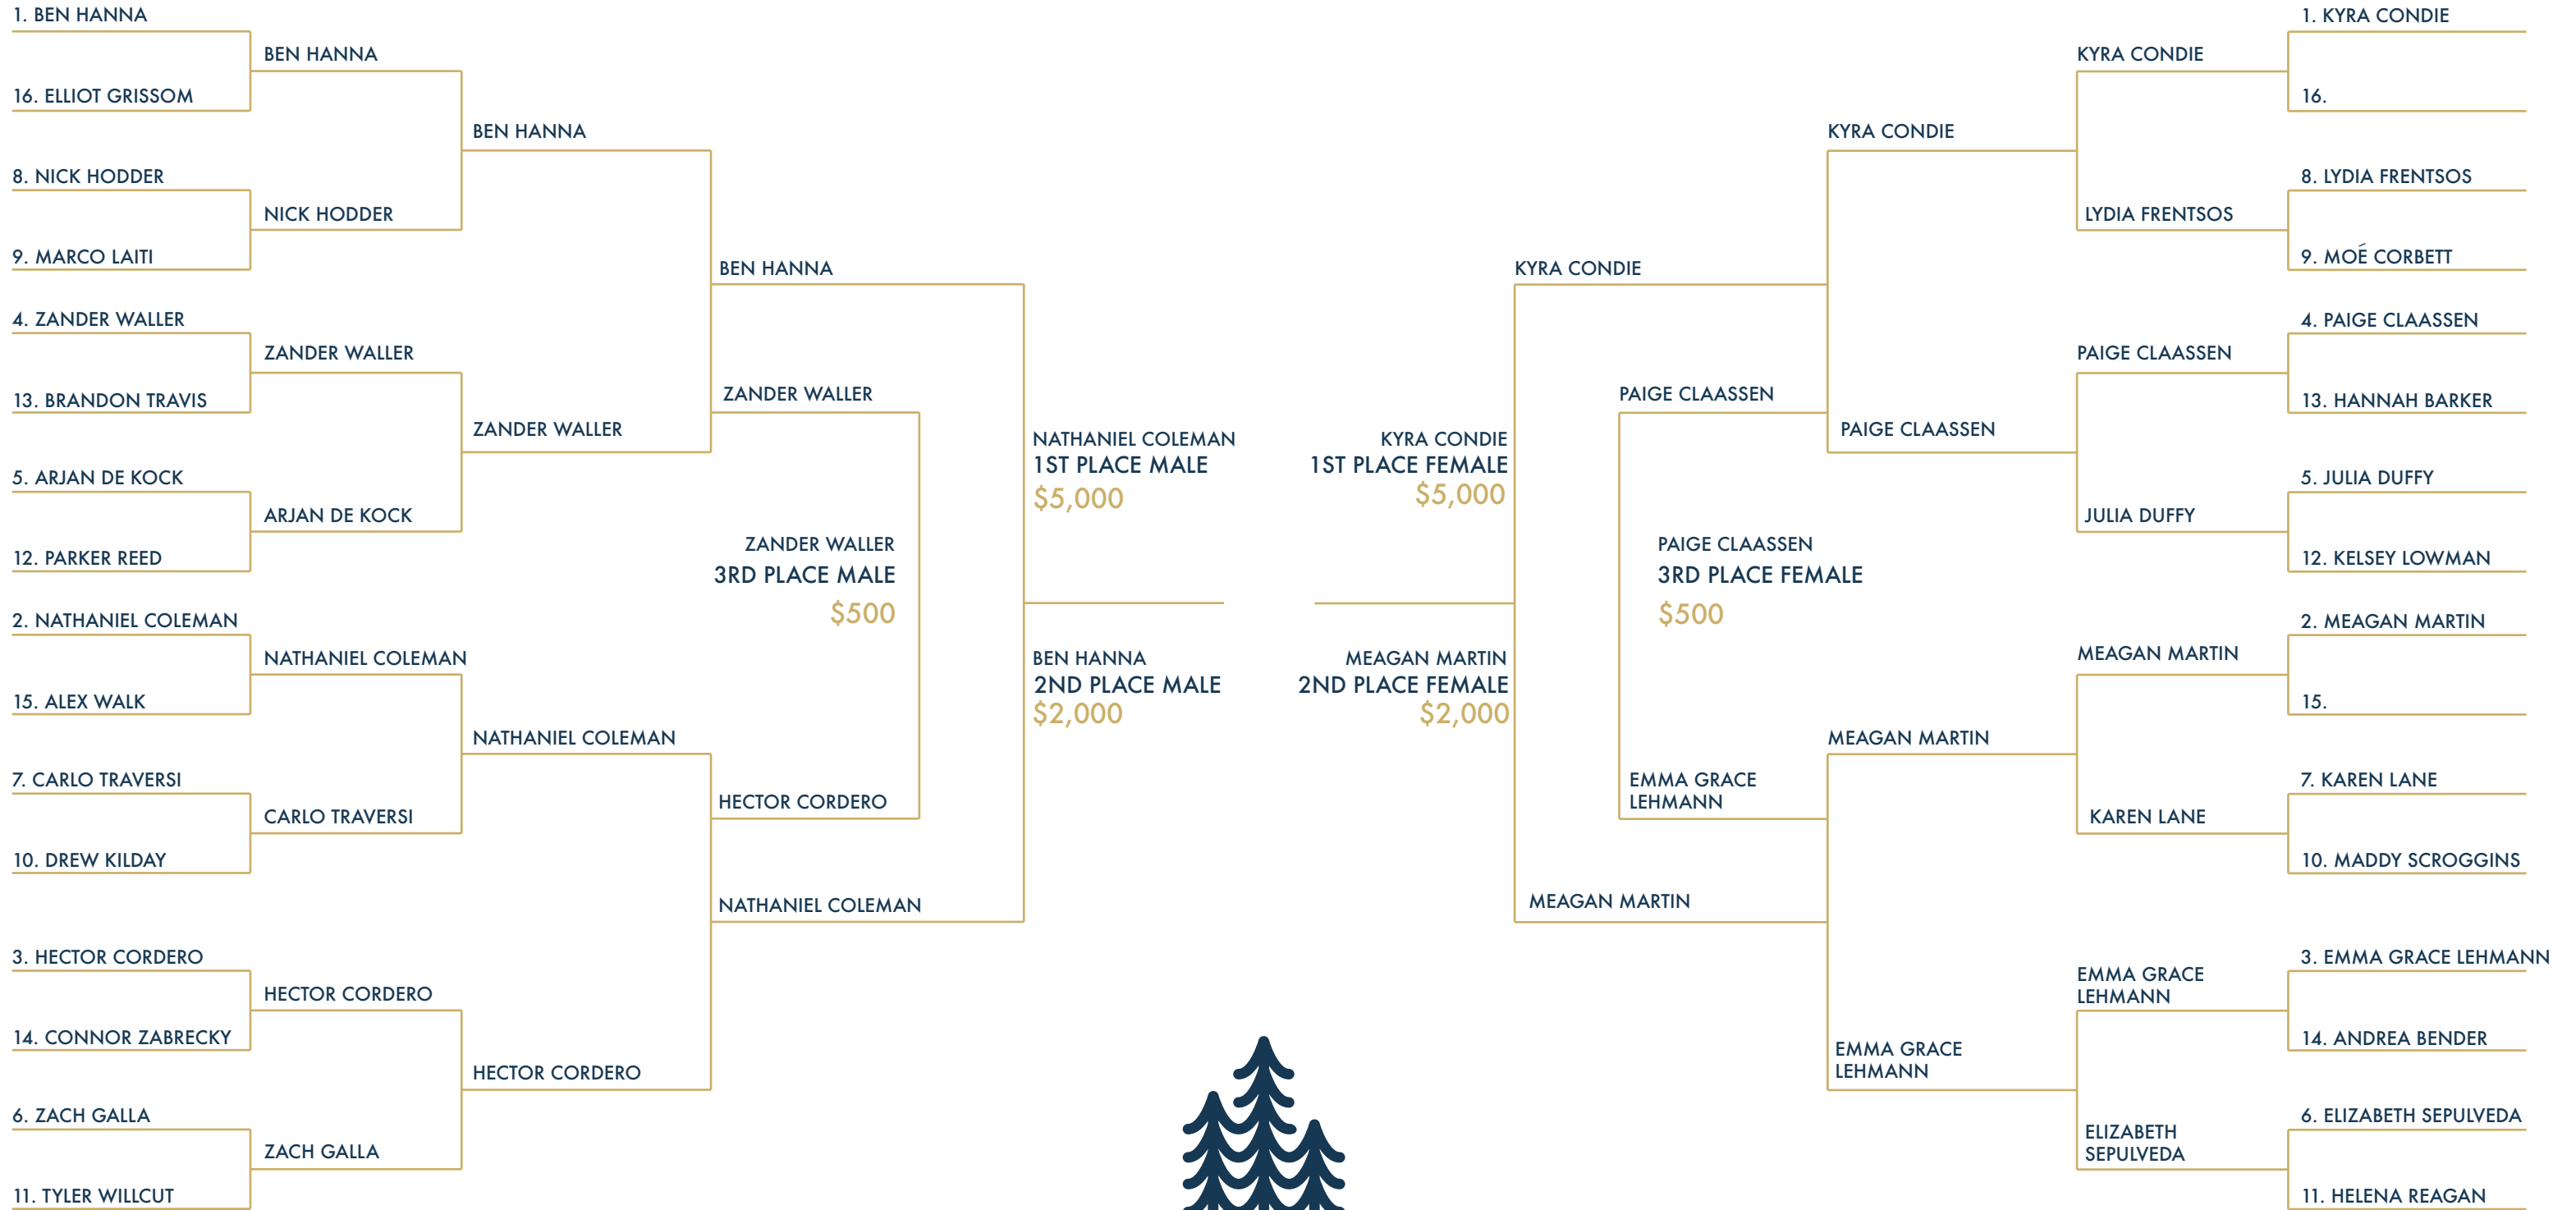 1. BEN HANNA
16. ELLIOT GRISSOM
8. NICK HODDER
9. MARCO LAITI
4. ZANDER WALLER
13. BRANDON TRAVIS
5. ARJAN DE KOCK
12. PARKER REED
2. NATHANIEL COLEMAN
15. ALEX WALK
7. CARLO TRAVERSI
10. DREW KILDAY
3. HECTOR CORDERO
14. CONNOR ZABRECKY
6. ZACH GALLA
11. TYLER WILLCUT
BEN HANNA
NICK HODDER
ZANDER WALLER
ARJAN DE KOCK
NATHANIEL COLEMAN
CARLO TRAVERSI
HECTOR CORDERO
ZACH GALLA
BEN HANNA
ZANDER WALLER
NATHANIEL COLEMAN
HECTOR CORDERO
BEN HANNA
ZANDER WALLER
ZANDER WALLER
3RD PLACE MALE
$500
HECTOR CORDERO
NATHANIEL COLEMAN
NATHANIEL COLEMAN
1ST PLACE MALE
$5,000
BEN HANNA
2ND PLACE MALE
$2,000
KYRA CONDIE
1ST PLACE FEMALE
$5,000
MEAGAN MARTIN
2ND PLACE FEMALE
$2,000
KYRA CONDIE
PAIGE CLAASSEN
PAIGE CLAASSEN
3RD PLACE FEMALE
$500
EMMA GRACE
LEHMANN
MEAGAN MARTIN
KYRA CONDIE
PAIGE CLAASSEN
MEAGAN MARTIN
EMMA GRACE
LEHMANN
KYRA CONDIE
LYDIA FRENTSOS
PAIGE CLAASSEN
JULIA DUFFY
MEAGAN MARTIN
KAREN LANE
EMMA GRACE
LEHMANN
ELIZABETH
SEPULVEDA
1. KYRA CONDIE
16.
8. LYDIA FRENTSOS
9. MOÉ CORBETT
4. PAIGE CLAASSEN
13. HANNAH BARKER
5. JULIA DUFFY
12. KELSEY LOWMAN
2. MEAGAN MARTIN
15.
7. KAREN LANE
10. MADDY SCROGGINS
3. EMMA GRACE LEHMANN
14. ANDREA BENDER
6. ELIZABETH SEPULVEDA
11. HELENA REAGAN